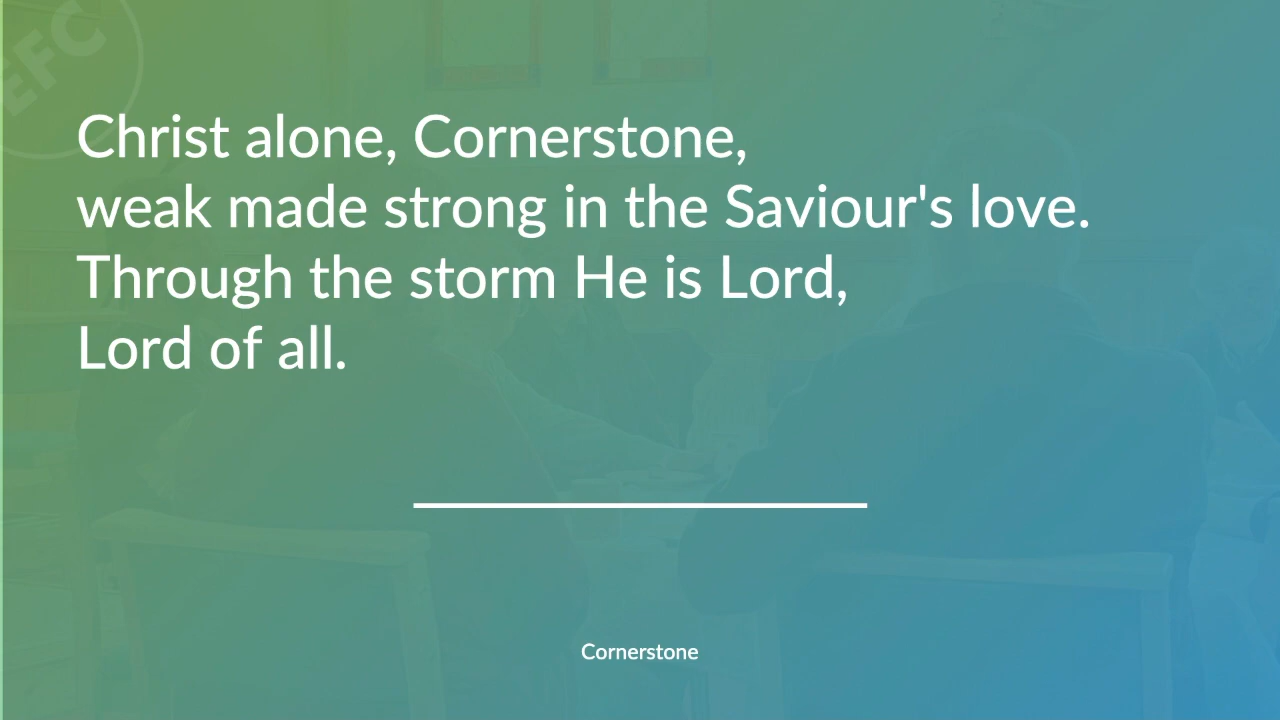 EFC
Christ alone, Cornerstone,
weak made strong in the Saviour's love.
Through the storm He is Lord,
Lord of all.
Cornerstone